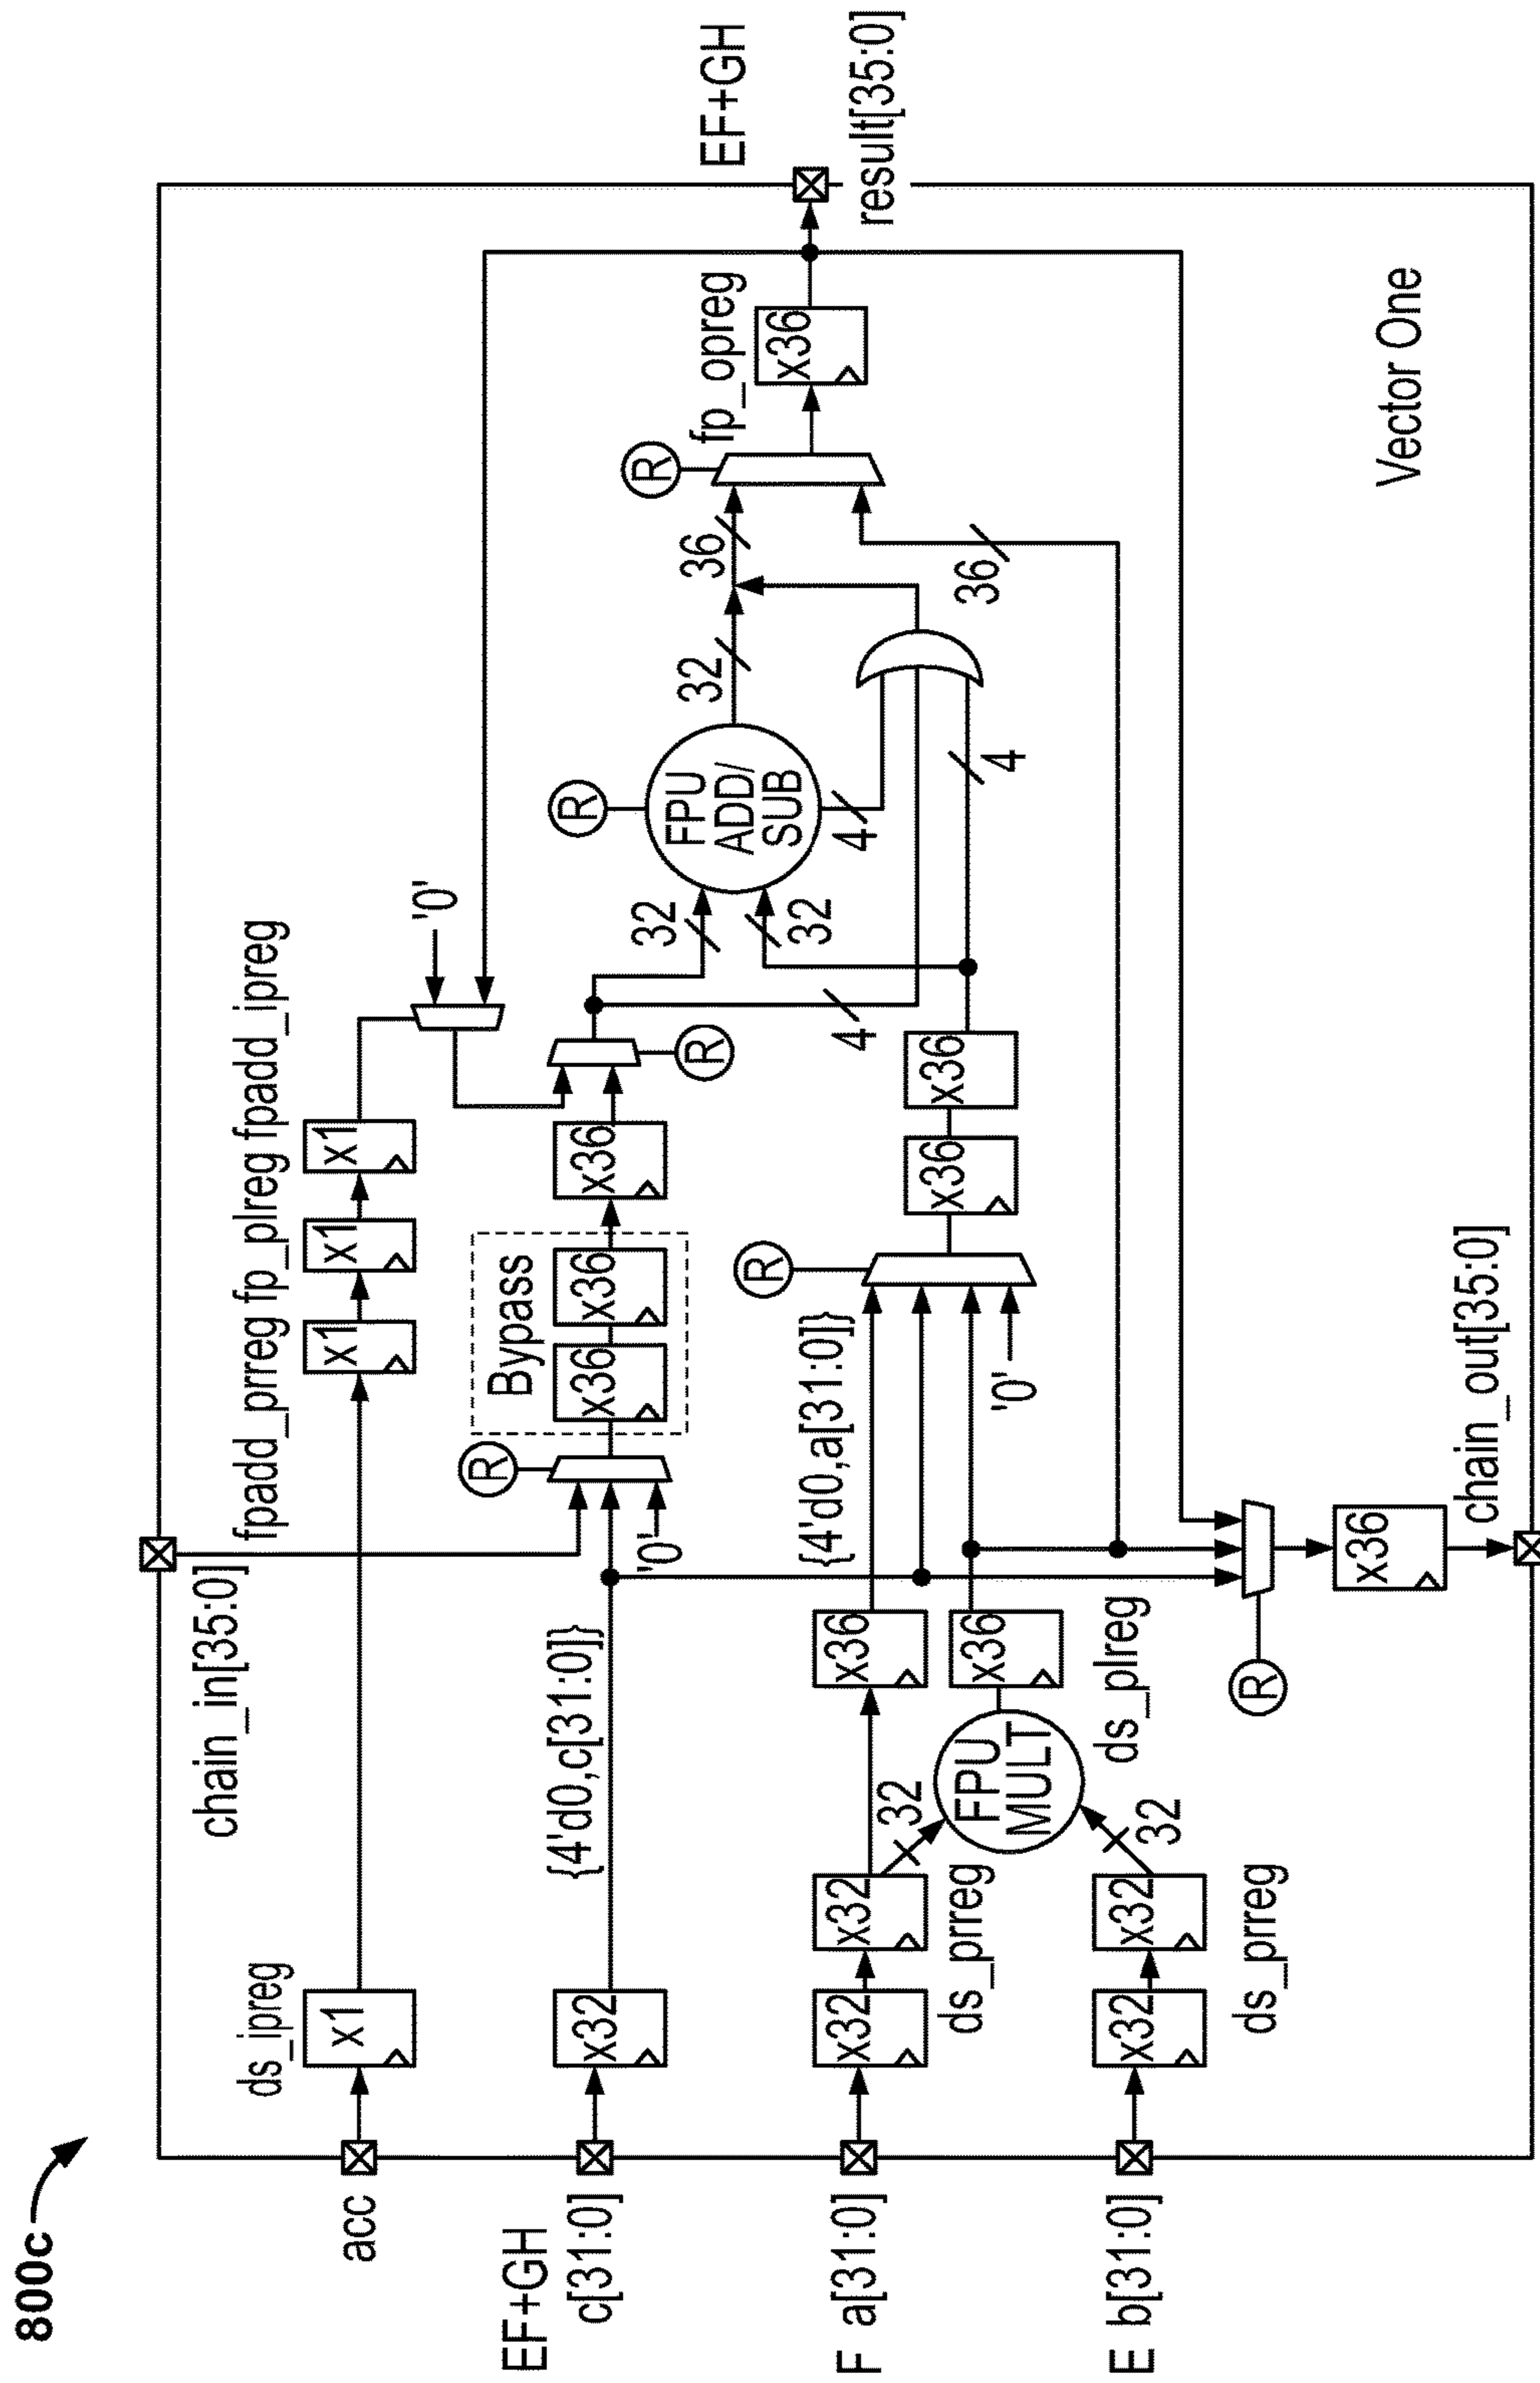 800c
acc
EF+GH
c[31:0]
F a[31:0]
E b[31:0]
ds_ipreg
x1
x32
x32
x32
ds_prreg
x32
x32
ds_prreg
chain_in[35:0]
{4'd0,c[31:0]}
32
32
FPU
MULT
ds_plreg
x36
x36
R
fpadd_prreg fp_plreg fpadd_ipreg
x1
x1
x1
R
'0'
Bypass
x36
x36
x36
{4'd0,a[31:0]}
'0'
R
x36
x36
x36
chain_out[35:0]
'0'
R
4
32
32
R
FPU
ADD/
SUB
4
4
32
36
36
R
fp_opreg
x36
EF+GH
result[35:0]
Vector One